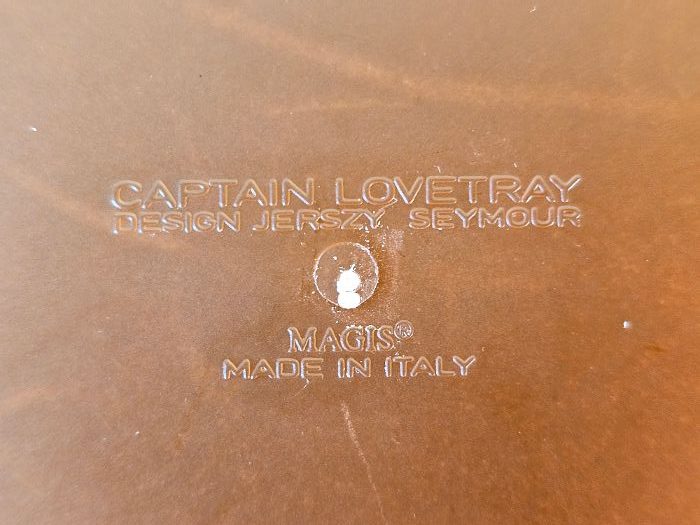 CAPTAIN LOVETRAY
DESIGN JERSZY SEYMOUR
MAGIS®
MADE IN ITALY